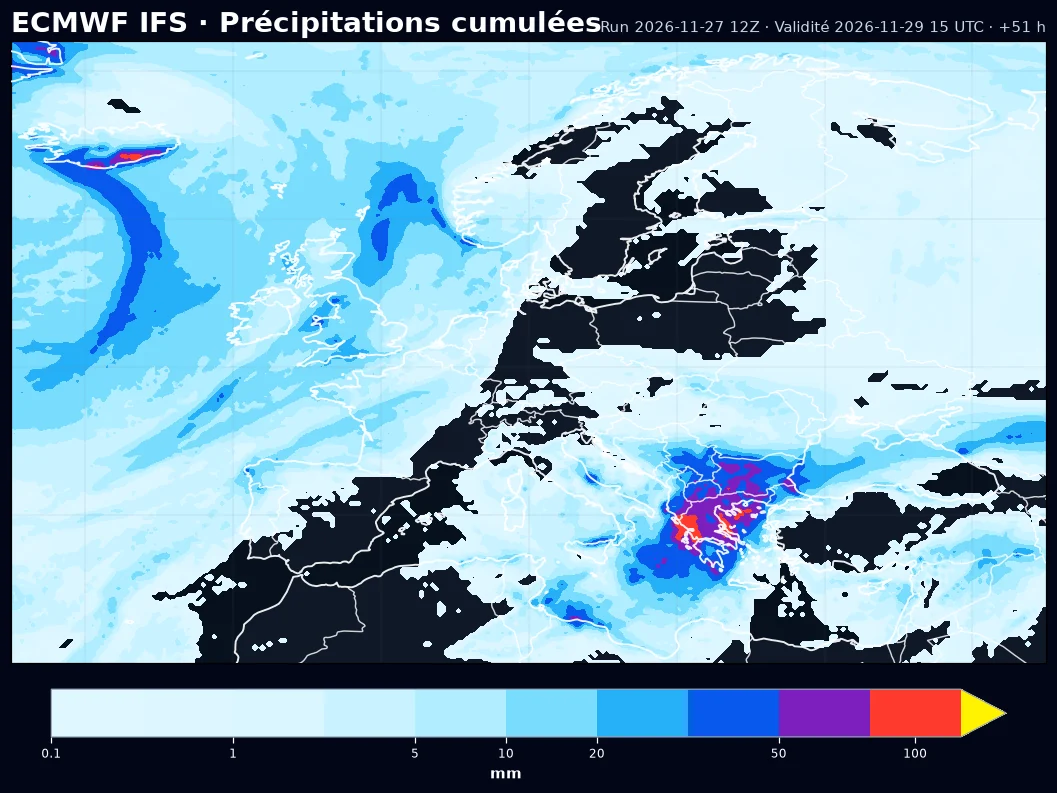 ECMWF IFS · Précipitations cumulées
Run 2026-11-27 12Z · Validité 2026-11-29 15 UTC · +51 h
0.1 1 5 10 20 50 100
mm